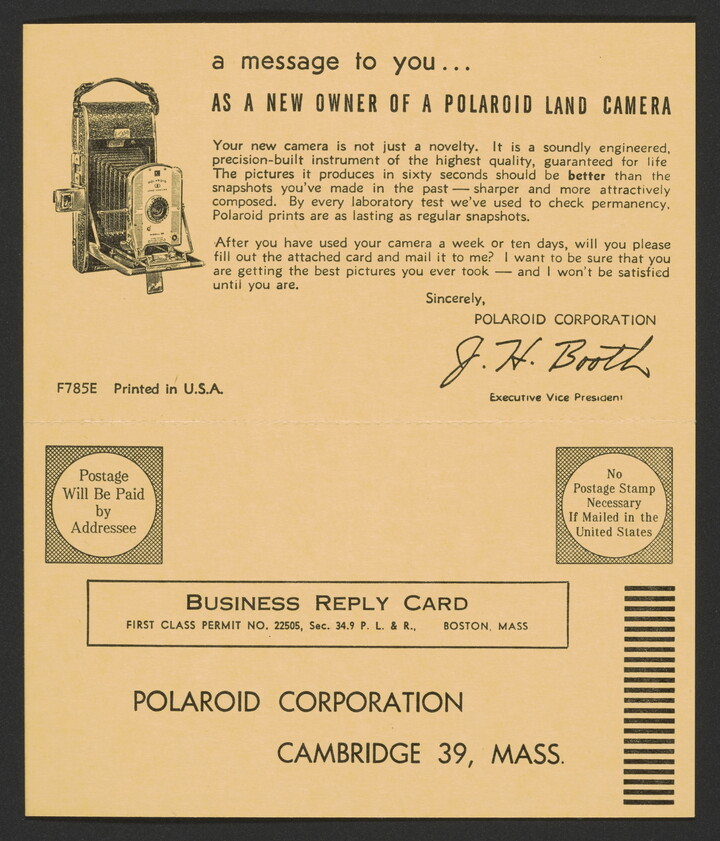 a message to you...
AS A NEW OWNER OF A POLAROID LAND CAMERA
Your new camera is not just a novelty. It is a soundly engineered,
precision-built instrument of the highest quality, guaranteed for life
The pictures it produces in sixty seconds should be better than the
snapshots you've made in the past — sharper and more attractively
composed. By every laboratory test we've used to check permanency,
Polaroid prints are as lasting as regular snapshots.
After you have used your camera a week or ten days, will you please
fill out the attached card and mail it to me? I want to be sure that you
are getting the best pictures you ever took — and I won't be satisfied
until you are.
Sincerely,
POLAROID CORPORATION
J. H. Booth
Executive Vice President
F785E Printed in U.S.A.
Postage
Will Be Paid
by
Addressee
No
Postage Stamp
Necessary
If Mailed in the
United States
BUSINESS REPLY CARD
FIRST CLASS PERMIT NO. 22505, Sec. 34.9 P. L. & R., BOSTON, MASS
POLAROID CORPORATION
CAMBRIDGE 39, MASS.